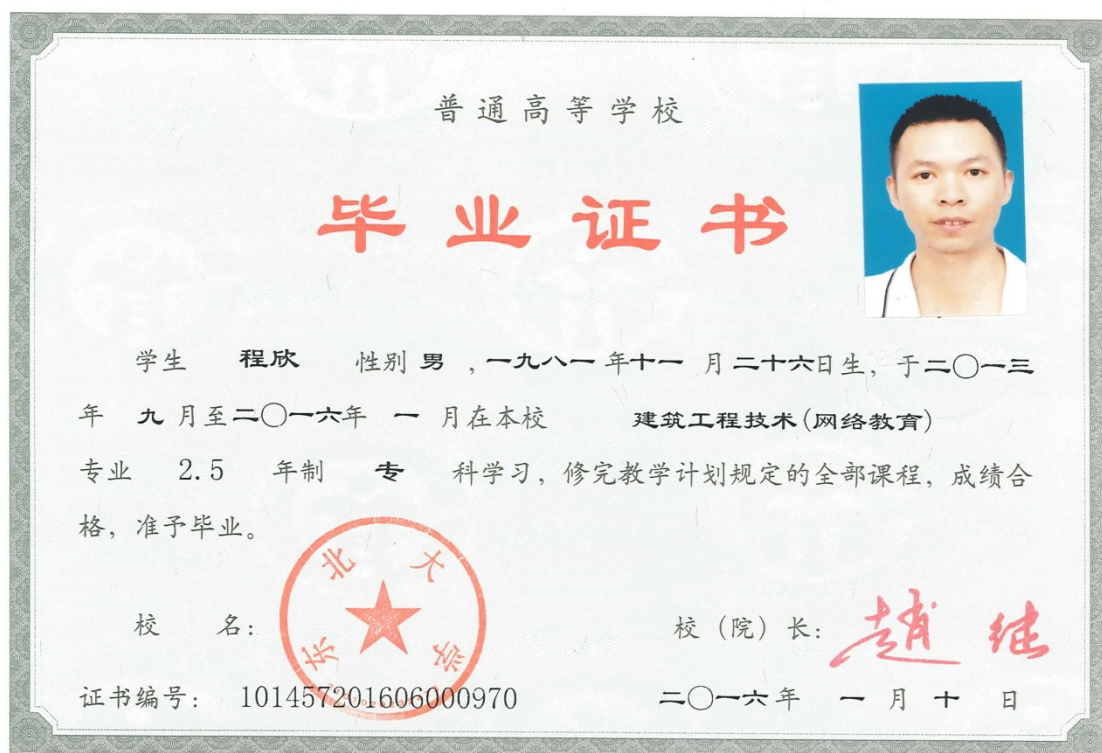 普通高等学校
毕业证书
学生 程欣 性别 男 ,一九八一 年十一 月二十六日生, 于二〇一三
年 九 月至二〇一六年 一 月在本校 建筑工程技术(网络教育)
专业 2.5 年制 专 科学习, 修完教学计划规定的全部课程, 成绩合
格, 准予毕业。
东北大学
校 名: 校(院)长: 赵继
证书编号: 101457201606000970 二〇一六年 一 月 十 日